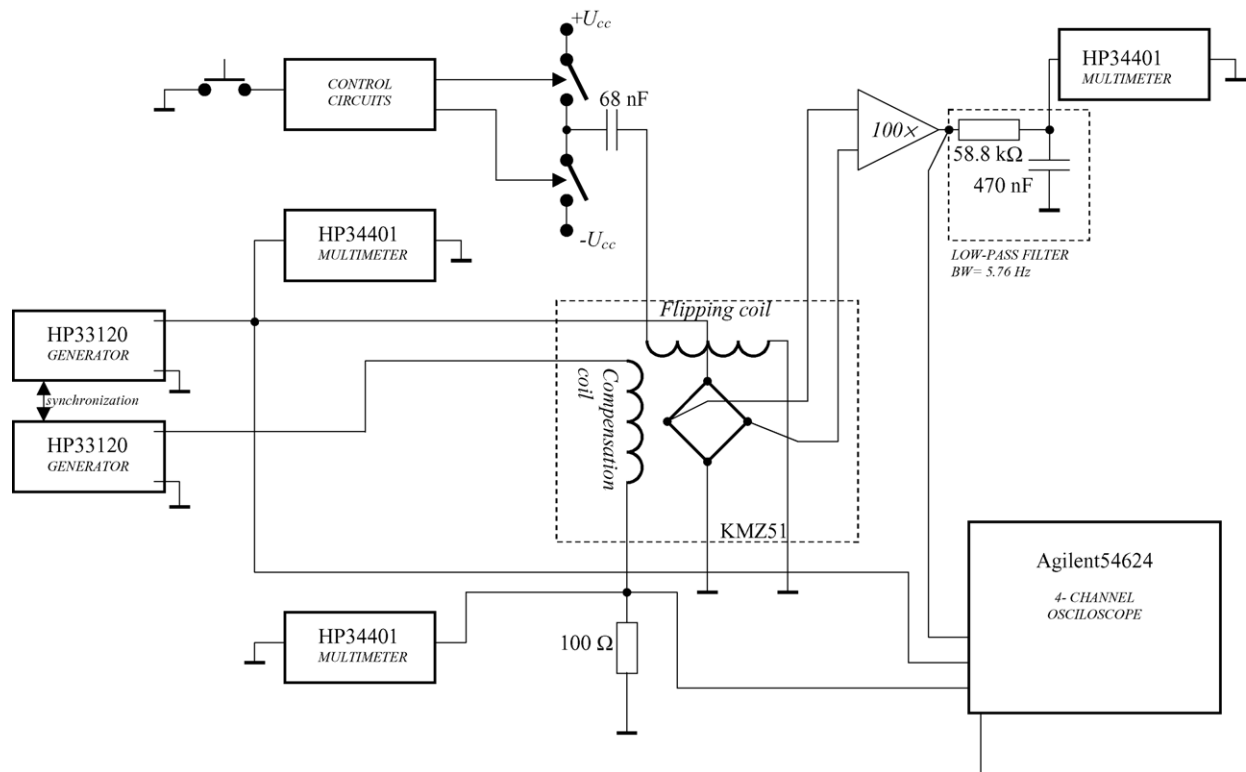 +Ucc
CONTROL
CIRCUITS
68 nF
-Ucc
HP34401
MULTIMETER
100×
58.8 kΩ
470 nF
LOW-PASS FILTER
BW= 5.76 Hz
HP34401
MULTIMETER
HP33120
GENERATOR
synchronization
HP33120
GENERATOR
Flipping coil
Compensation
coil
KMZ51
HP34401
MULTIMETER
100 Ω
Agilent54624
4- CHANNEL
OSCILOSCOPE